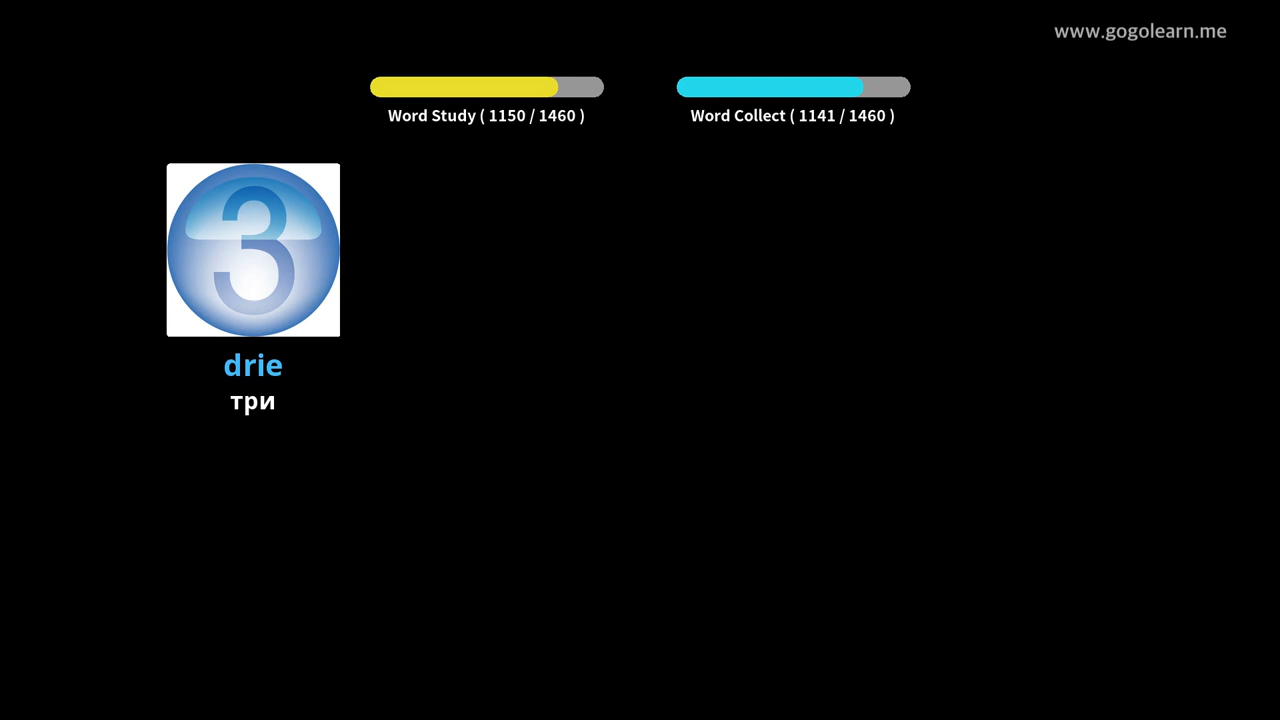 www.gogolearn.me
Word Study ( 1150 / 1460 )
Word Collect ( 1141 / 1460 )
3
drie
три